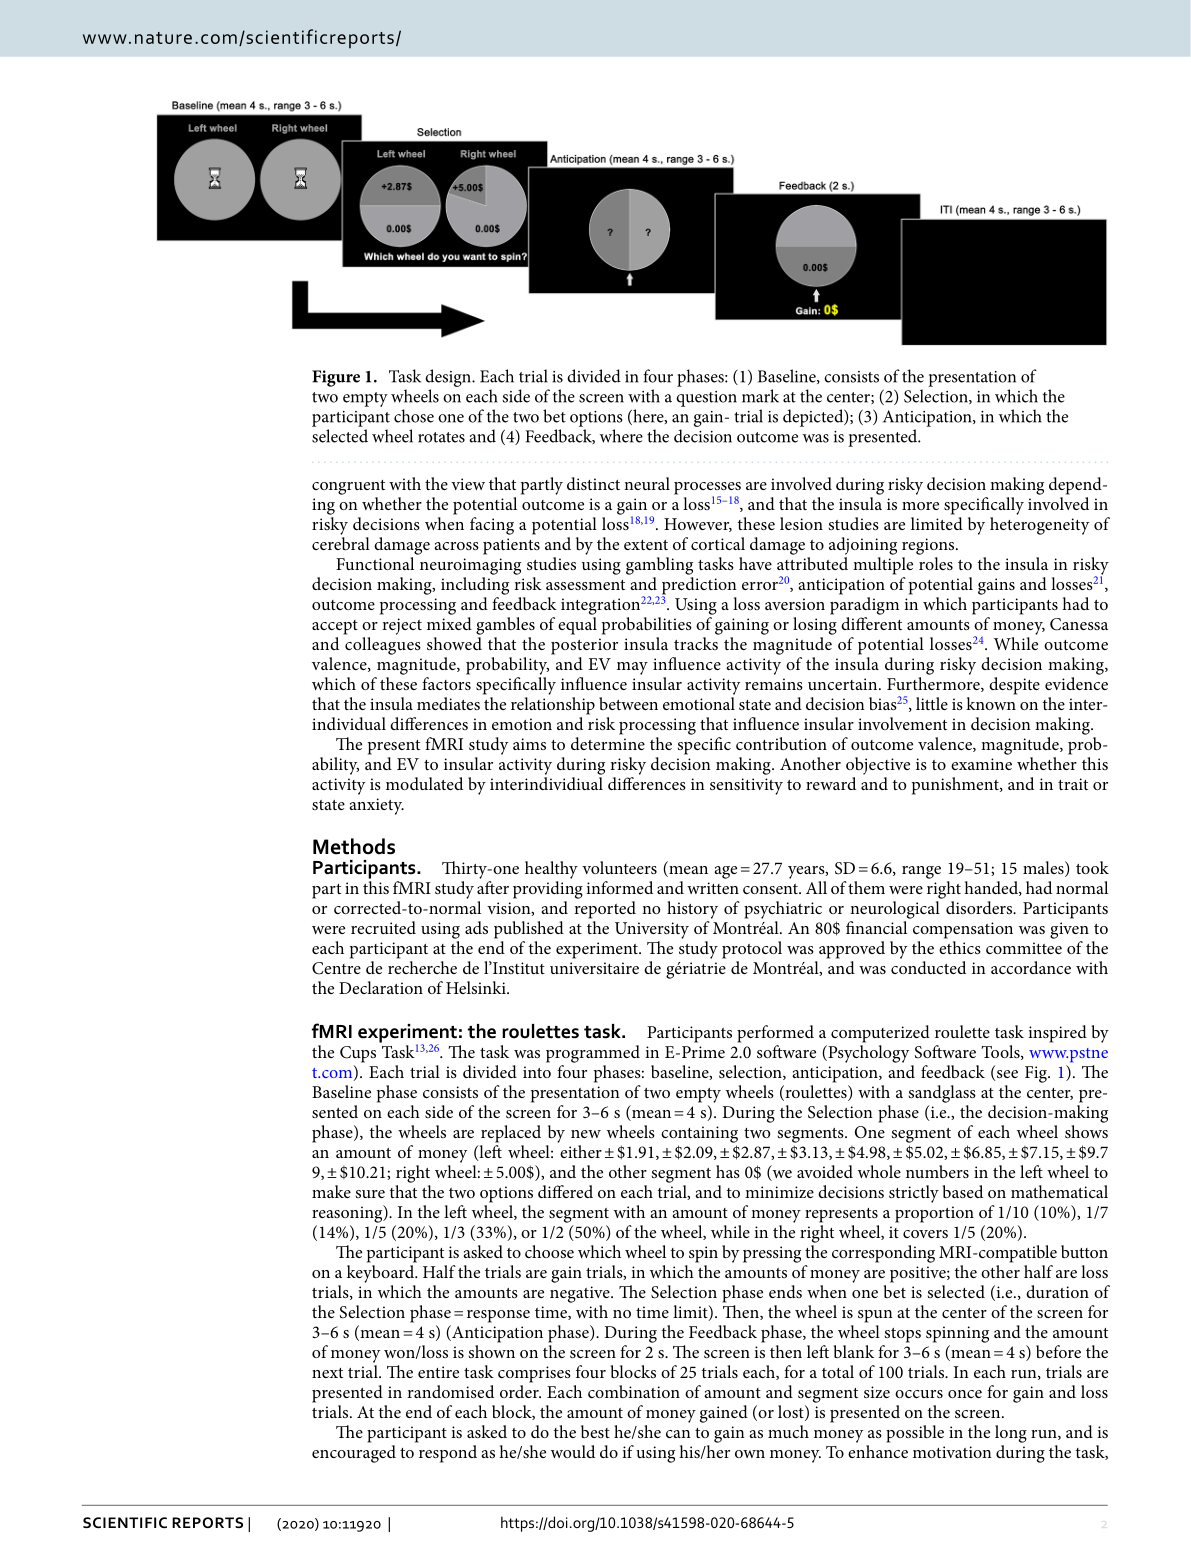 www.nature.com/scientificreports/
Baseline (mean 4 s., range 3 - 6 s.)
Left wheel Right wheel
Selection
Left wheel Right wheel
+2.87$ +5.00$
0.00$ 0.00$
Which wheel do you want to spin?
Anticipation (mean 4 s., range 3 - 6 s.)
? ?
Feedback (2 s.)
0.00$
Gain: 0$
ITI (mean 4 s., range 3 - 6 s.)
Figure 1. Task design. Each trial is divided in four phases: (1) Baseline, consists of the presentation of
two empty wheels on each side of the screen with a question mark at the center; (2) Selection, in which the
participant chose one of the two bet options (here, an gain- trial is depicted); (3) Anticipation, in which the
selected wheel rotates and (4) Feedback, where the decision outcome was is presented.
congruent with the view that partly distinct neural processes are involved during risky decision making depend-
ing on whether the potential outcome is a gain or a loss15–18, and that the insula is more specifically involved in
risky decisions when facing a potential loss18,19. However, these lesion studies are limited by heterogeneity of
cerebral damage across patients and by the extent of cortical damage to adjoining regions.
Functional neuroimaging studies using gambling tasks have attributed multiple roles to the insula in risky
decision making, including risk assessment and prediction error20, anticipation of potential gains and losses21,
outcome processing and feedback integration22,23. Using a loss aversion paradigm in which participants had to
accept or reject mixed gambles of equal probabilities of gaining or losing different amounts of money, Canessa
and colleagues showed that the posterior insula tracks the magnitude of potential losses24. While outcome
valence, magnitude, probability, and EV may influence activity of the insula during risky decision making,
which of these factors specifically influence insular activity remains uncertain. Furthermore, despite evidence
that the insula mediates the relationship between emotional state and decision bias25, little is known on the inter-
individual differences in emotion and risk processing that influence insular involvement in decision making.
The present fMRI study aims to determine the specific contribution of outcome valence, magnitude, prob-
ability, and EV to insular activity during risky decision making. Another objective is to examine whether this
activity is modulated by interindividiual differences in sensitivity to reward and to punishment, and in trait or
state anxiety.
Methods
Participants. Thirty-one healthy volunteers (mean age = 27.7 years, SD = 6.6, range 19–51; 15 males) took
part in this fMRI study after providing informed and written consent. All of them were right handed, had normal
or corrected-to-normal vision, and reported no history of psychiatric or neurological disorders. Participants
were recruited using ads published at the University of Montréal. An 80$ financial compensation was given to
each participant at the end of the experiment. The study protocol was approved by the ethics committee of the
Centre de recherche de l'Institut universitaire de gériatrie de Montréal, and was conducted in accordance with
the Declaration of Helsinki.
fMRI experiment: the roulettes task. Participants performed a computerized roulette task inspired by
the Cups Task13,26. The task was programmed in E-Prime 2.0 software (Psychology Software Tools, www.pstne
t.com). Each trial is divided into four phases: baseline, selection, anticipation, and feedback (see Fig. 1). The
Baseline phase consists of the presentation of two empty wheels (roulettes) with a sandglass at the center, pre-
sented on each side of the screen for 3–6 s (mean = 4 s). During the Selection phase (i.e., the decision-making
phase), the wheels are replaced by new wheels containing two segments. One segment of each wheel shows
an amount of money (left wheel: either ± $1.91, ± $2.09, ± $2.87, ± $3.13, ± $4.98, ± $5.02, ± $6.85, ± $7.15, ± $9.7
9, ± $10.21; right wheel: ± 5.00$), and the other segment has 0$ (we avoided whole numbers in the left wheel to
make sure that the two options differed on each trial, and to minimize decisions strictly based on mathematical
reasoning). In the left wheel, the segment with an amount of money represents a proportion of 1/10 (10%), 1/7
(14%), 1/5 (20%), 1/3 (33%), or 1/2 (50%) of the wheel, while in the right wheel, it covers 1/5 (20%).
The participant is asked to choose which wheel to spin by pressing the corresponding MRI-compatible button
on a keyboard. Half the trials are gain trials, in which the amounts of money are positive; the other half are loss
trials, in which the amounts are negative. The Selection phase ends when one bet is selected (i.e., duration of
the Selection phase = response time, with no time limit). Then, the wheel is spun at the center of the screen for
3–6 s (mean = 4 s) (Anticipation phase). During the Feedback phase, the wheel stops spinning and the amount
of money won/loss is shown on the screen for 2 s. The screen is then left blank for 3–6 s (mean = 4 s) before the
next trial. The entire task comprises four blocks of 25 trials each, for a total of 100 trials. In each run, trials are
presented in randomised order. Each combination of amount and segment size occurs once for gain and loss
trials. At the end of each block, the amount of money gained (or lost) is presented on the screen.
The participant is asked to do the best he/she can to gain as much money as possible in the long run, and is
encouraged to respond as he/she would do if using his/her own money. To enhance motivation during the task,
SCIENTIFIC REPORTS | (2020) 10:11920 | https://doi.org/10.1038/s41598-020-68644-5 2